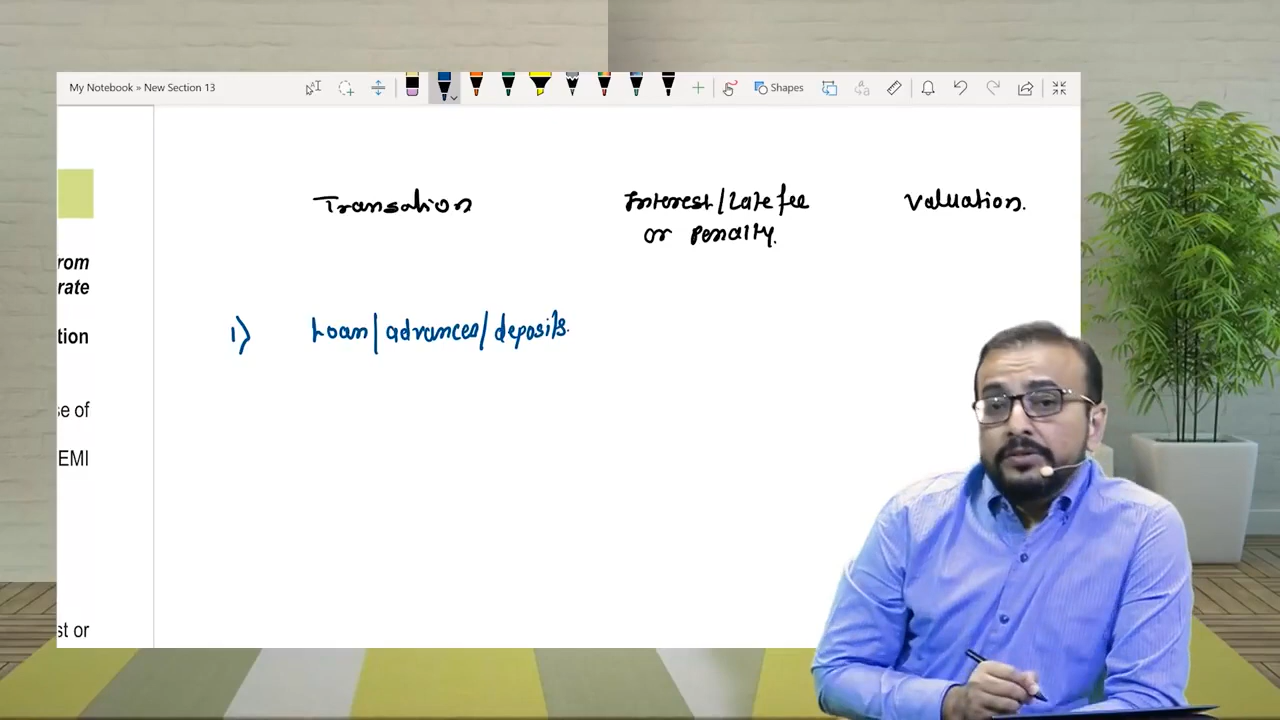 My Notebook » New Section 13
Shapes
Transation
Interest/Late fee
or Penalty.
Valuation.
rom
rate
1) Loan/advances/deposits.
tion
se of
EMI
st or